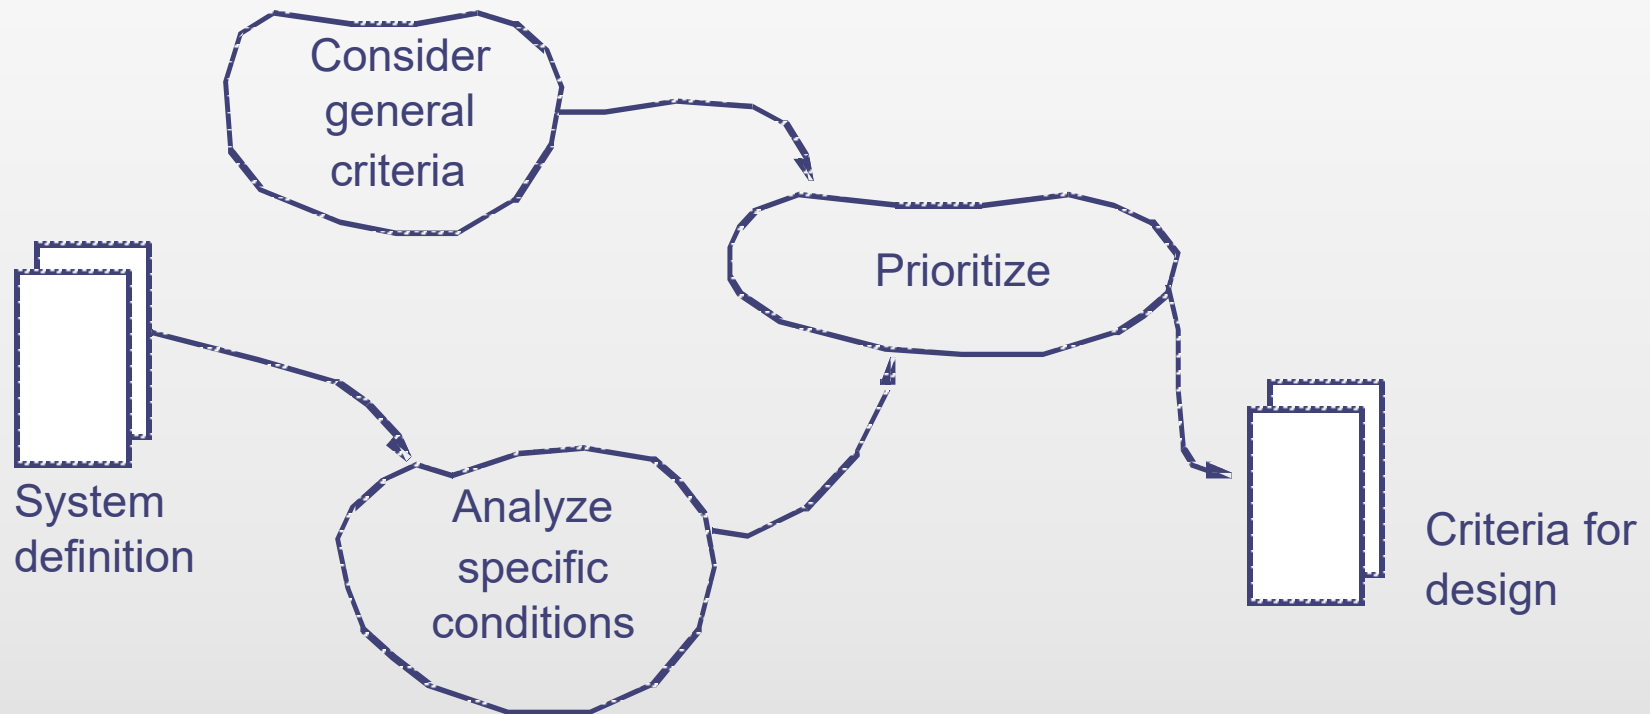 Consider
general
criteria
Prioritize
System
definition
Analyze
specific
conditions
Criteria for
design